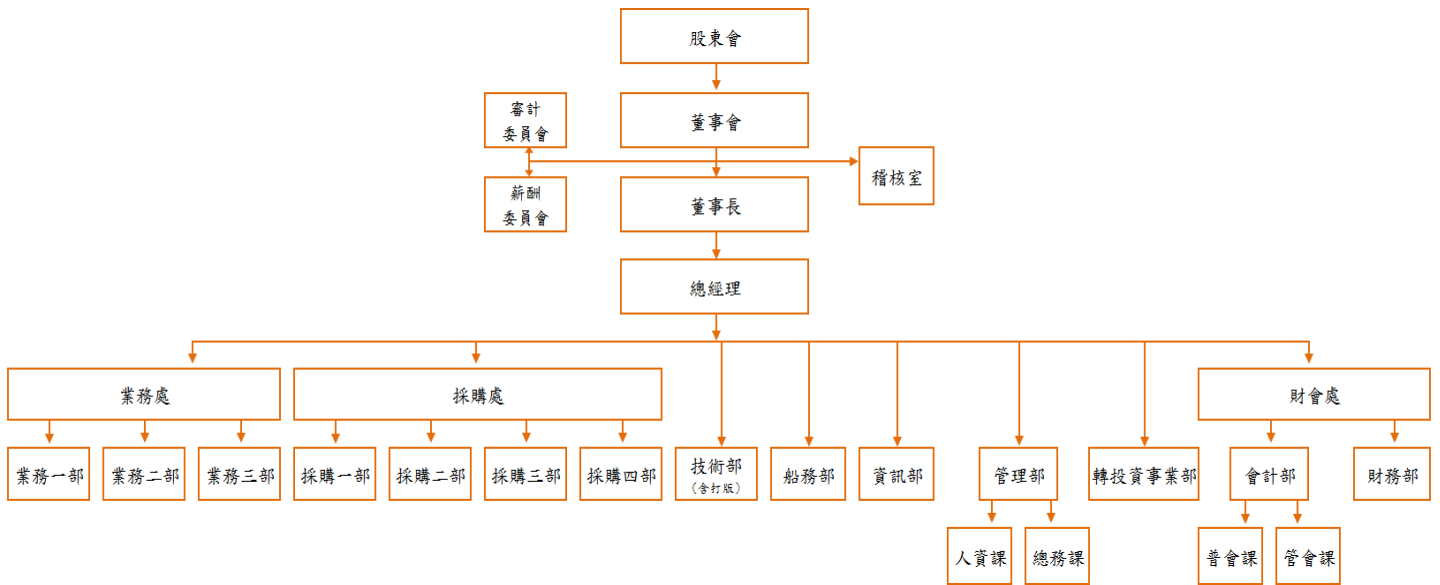 股東會
審計
委員會
董事會
稽核室
薪酬
委員會
董事長
總經理
業務處
採購處
財會處
業務一部
業務二部
業務三部
採購一部
採購二部
採購三部
採購四部
技術部
(含打版)
船務部
資訊部
管理部
轉投資事業部
會計部
財務部
人資課
總務課
普會課
管會課